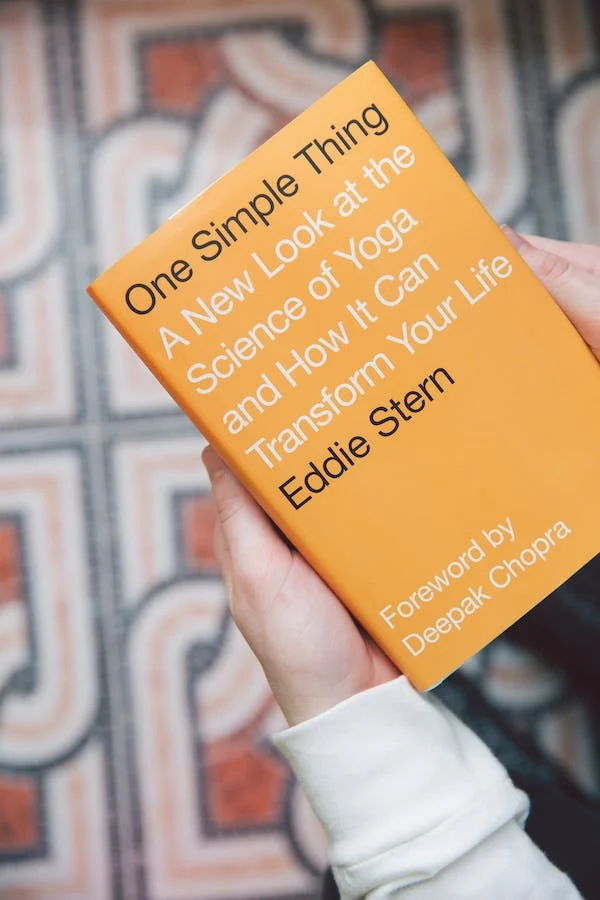 One Simple Thing
A New Look at the
Science of Yoga
and How It Can
Transform Your Life
Eddie Stern
Foreword by
Deepak Chopra